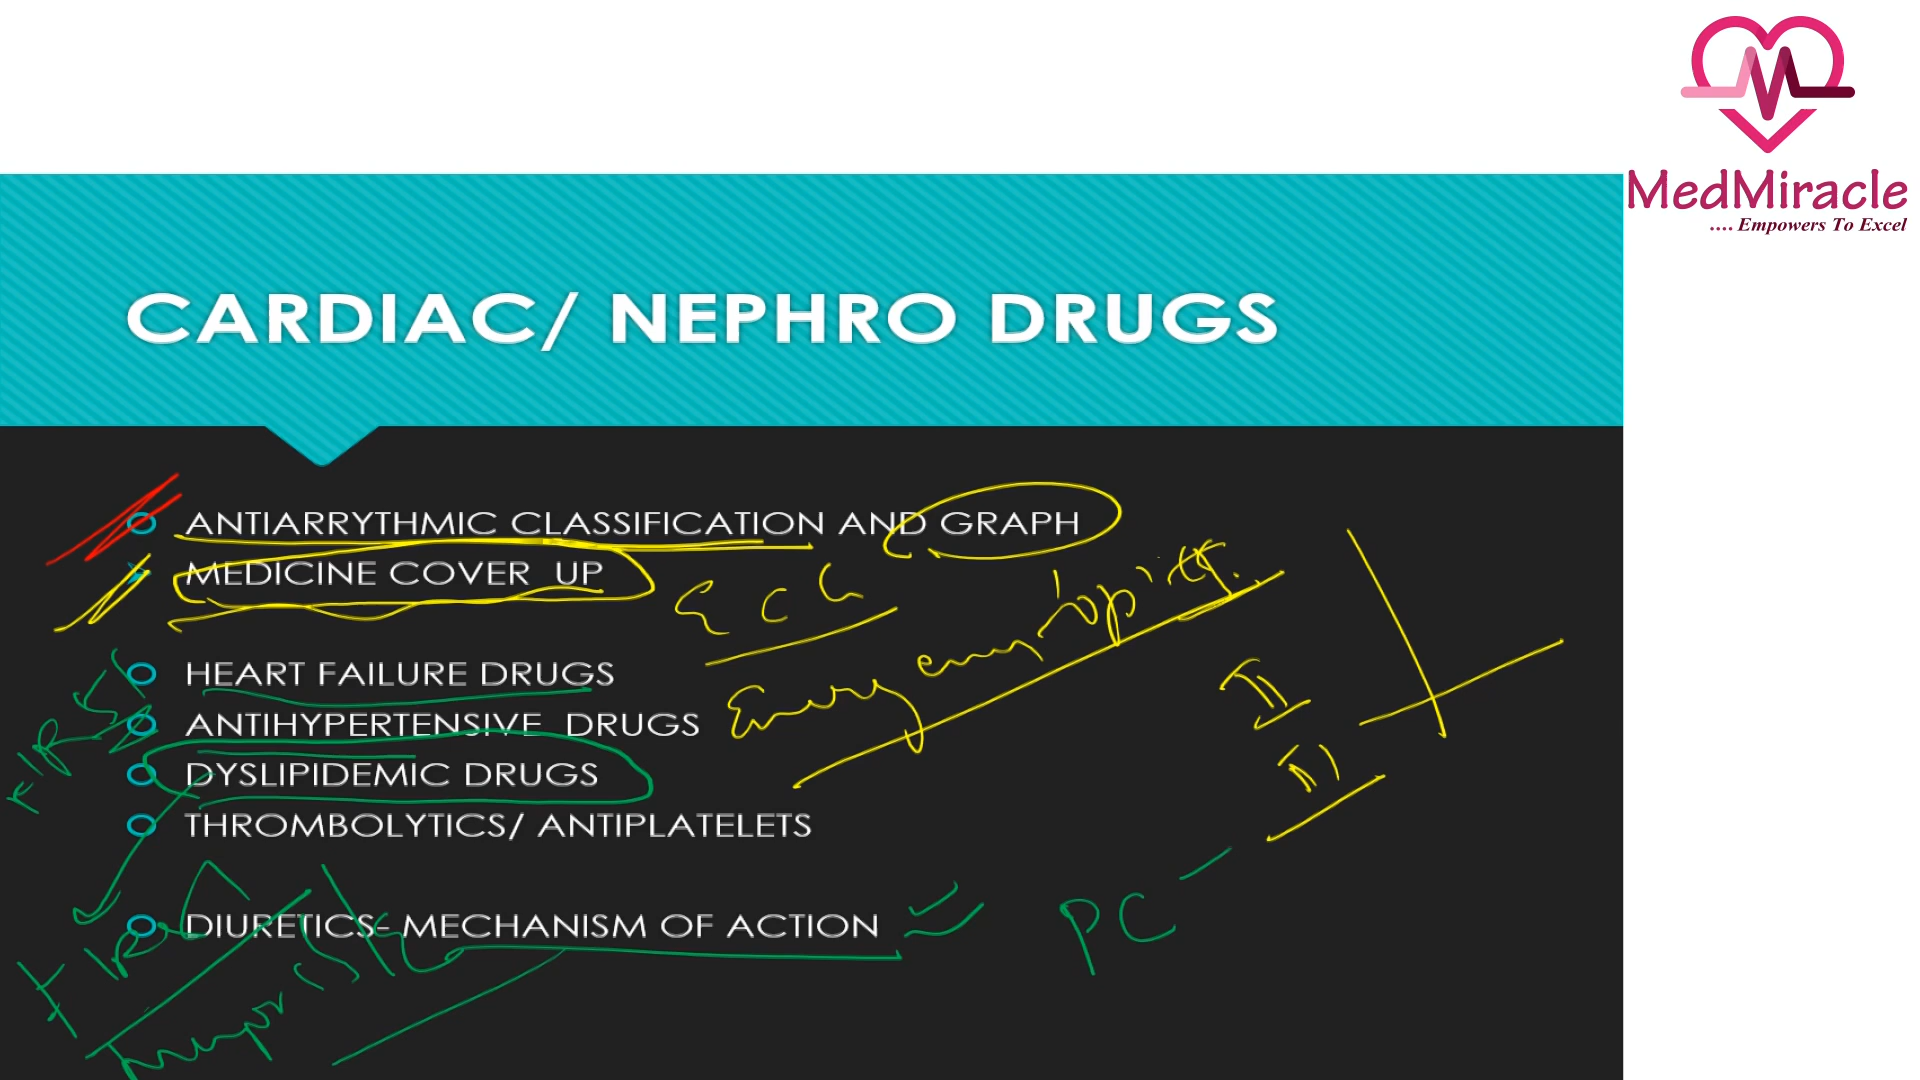 MedMiracle
.... Empowers To Excel
CARDIAC/ NEPHRO DRUGS
ANTIARRYTHMIC CLASSIFICATION AND GRAPH
MEDICINE COVER UP
ECG
HEART FAILURE DRUGS
ANTIHYPERTENSIVE DRUGS
II
DYSLIPIDEMIC DRUGS
THROMBOLYTICS/ ANTIPLATELETS
DIURETICS- MECHANISM OF ACTION
PC